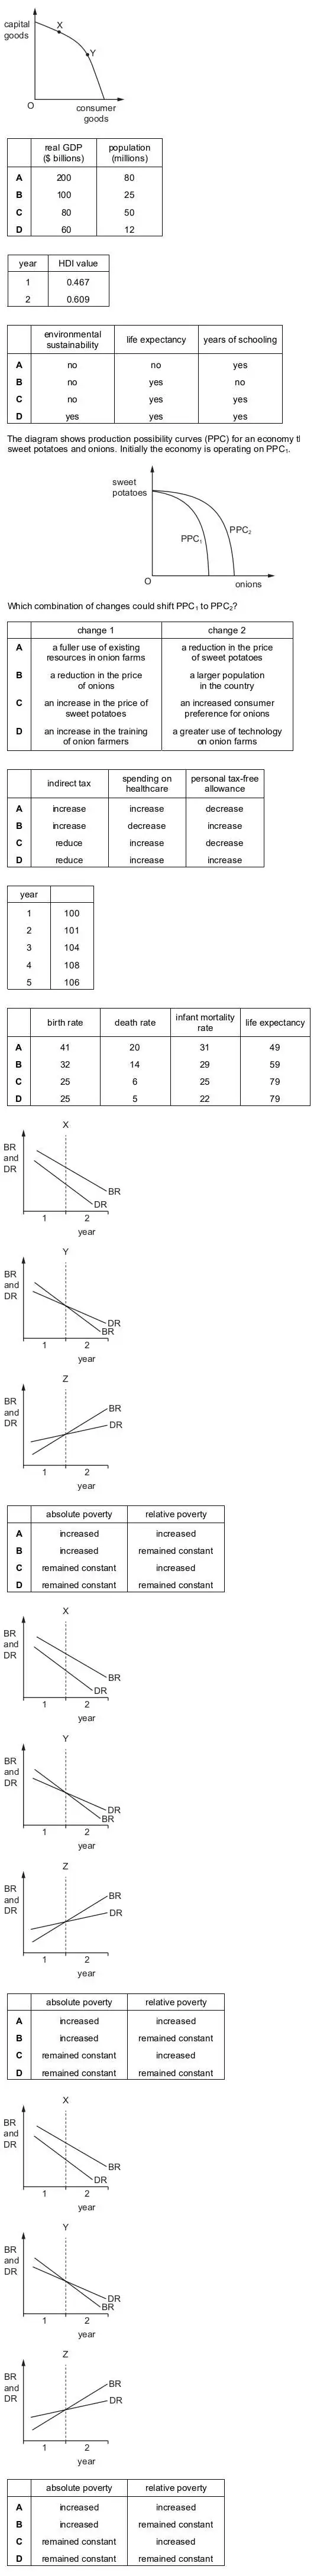 capital
goods
X
Y
O
consumer
goods
real GDP
($ billions)
population
(millions)
A 200 80
B 100 25
C 80 50
D 60 12
year HDI value
1 0.467
2 0.609
environmental
sustainability
life expectancy
years of schooling
A no no yes
B no yes no
C no yes yes
D yes yes yes
The diagram shows production possibility curves (PPC) for an economy tl
sweet potatoes and onions. Initially the economy is operating on PPC₁.
sweet
potatoes
PPC₁
PPC₂
O
onions
Which combination of changes could shift PPC₁ to PPC₂?
change 1 change 2
A a fuller use of existing
resources in onion farms
a reduction in the price
of sweet potatoes
B a reduction in the price
of onions
a larger population
in the country
C an increase in the price of
sweet potatoes
an increased consumer
preference for onions
D an increase in the training
of onion farmers
a greater use of technology
on onion farms
indirect tax
spending on
healthcare
personal tax-free
allowance
A increase increase decrease
B increase decrease increase
C reduce increase decrease
D reduce increase increase
year
1 100
2 101
3 104
4 108
5 106
birth rate
death rate
infant mortality
rate
life expectancy
A 41 20 31 49
B 32 14 29 59
C 25 6 25 79
D 25 5 22 79
X
BR
and
DR
BR
DR
1 2
year
Y
BR
and
DR
DR
BR
1 2
year
Z
BR
and
DR
BR
DR
1 2
year
absolute poverty relative poverty
A increased increased
B increased remained constant
C remained constant increased
D remained constant remained constant
X
BR
and
DR
BR
DR
1 2
year
Y
BR
and
DR
DR
BR
1 2
year
Z
BR
and
DR
BR
DR
1 2
year
absolute poverty relative poverty
A increased increased
B increased remained constant
C remained constant increased
D remained constant remained constant
X
BR
and
DR
BR
DR
1 2
year
Y
BR
and
DR
DR
BR
1 2
year
Z
BR
and
DR
BR
DR
1 2
year
absolute poverty relative poverty
A increased increased
B increased remained constant
C remained constant increased
D remained constant remained constant